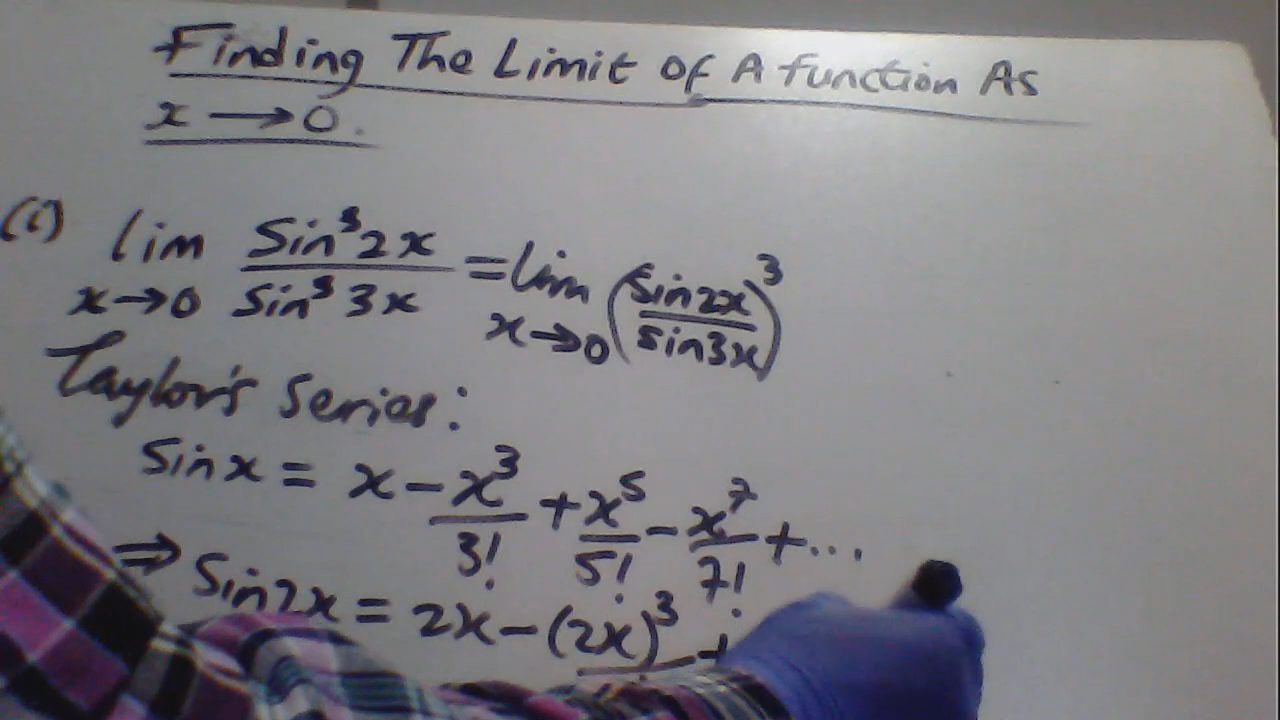 Finding The Limit Of A function As
x → 0.
(i) lim x→0 Sin³2x / Sin³3x = lim x→0 (Sin2x / Sin3x)³
Taylor's Series:
Sinx = x - x³/3! + x⁵/5! - x⁷/7! + ...
⇒ Sin2x = 2x - (2x)³ +